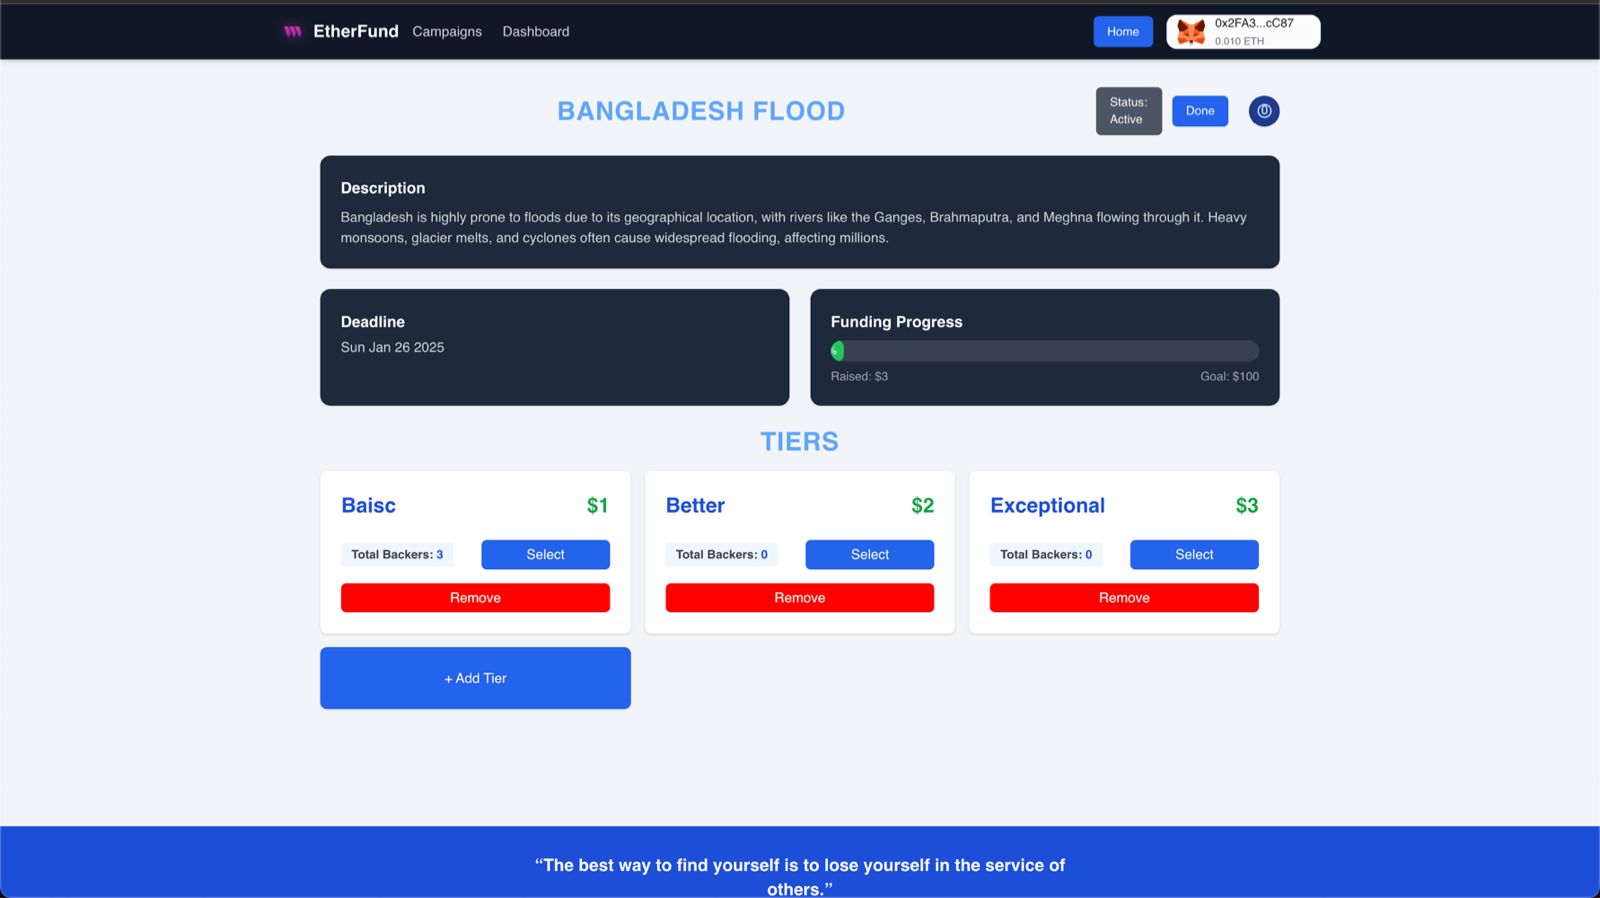 EtherFund
Campaigns
Dashboard
Home
0x2FA3...cC87
0.010 ETH
BANGLADESH FLOOD
Status:
Active
Done
Description
Bangladesh is highly prone to floods due to its geographical location, with rivers like the Ganges, Brahmaputra, and Meghna flowing through it. Heavy
monsoons, glacier melts, and cyclones often cause widespread flooding, affecting millions.
Deadline
Sun Jan 26 2025
Funding Progress
Raised: $3
Goal: $100
TIERS
Baisc
$1
Total Backers: 3
Select
Remove
Better
$2
Total Backers: 0
Select
Remove
Exceptional
$3
Total Backers: 0
Select
Remove
+ Add Tier
“The best way to find yourself is to lose yourself in the service of
others.”